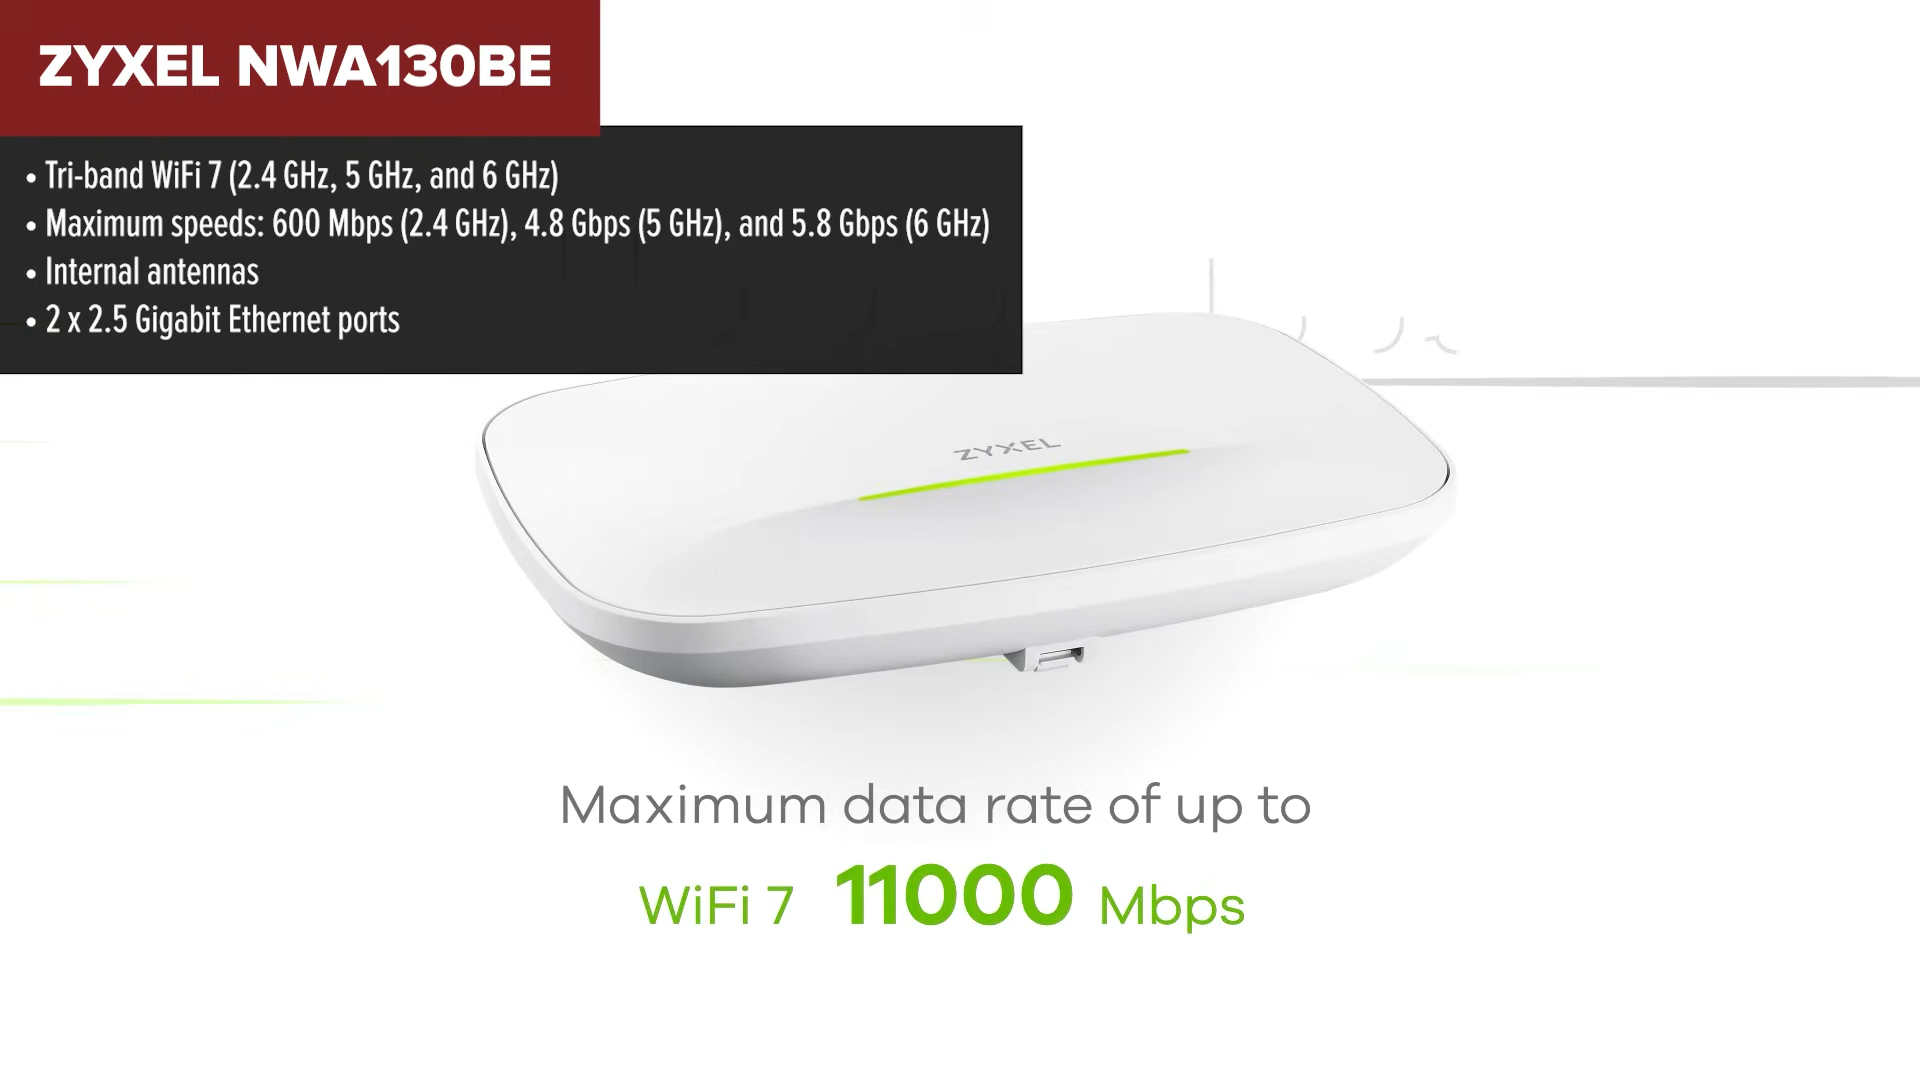 ZYXEL NWA130BE
• Tri-band WiFi 7 (2.4 GHz, 5 GHz, and 6 GHz)
• Maximum speeds: 600 Mbps (2.4 GHz), 4.8 Gbps (5 GHz), and 5.8 Gbps (6 GHz)
• Internal antennas
• 2 x 2.5 Gigabit Ethernet ports
ZYXEL
Maximum data rate of up to
WiFi 7 11000 Mbps